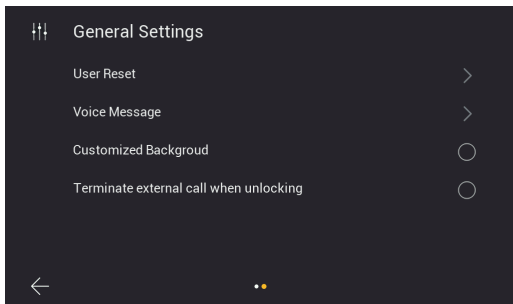 General Settings
User Reset
Voice Message
Customized Backgroud
Terminate external call when unlocking